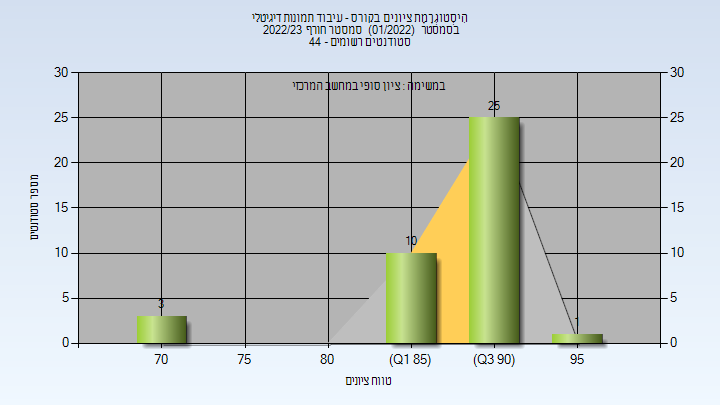 היסטוגרמת ציונים בקורס - עיבוד תמונות דיגיטלי
בסמסטר (01/2022) סמסטר חורף 2022/23
סטודנטים רשומים - 44
במשימה : ציון סופי במחשב המרכזי
30
25
20
15
10
5
0
30
25
20
15
10
5
0
מספר סטודנטים
3
10
25
1
70
75
80
(Q1 85)
(Q3 90)
95
טווח ציונים